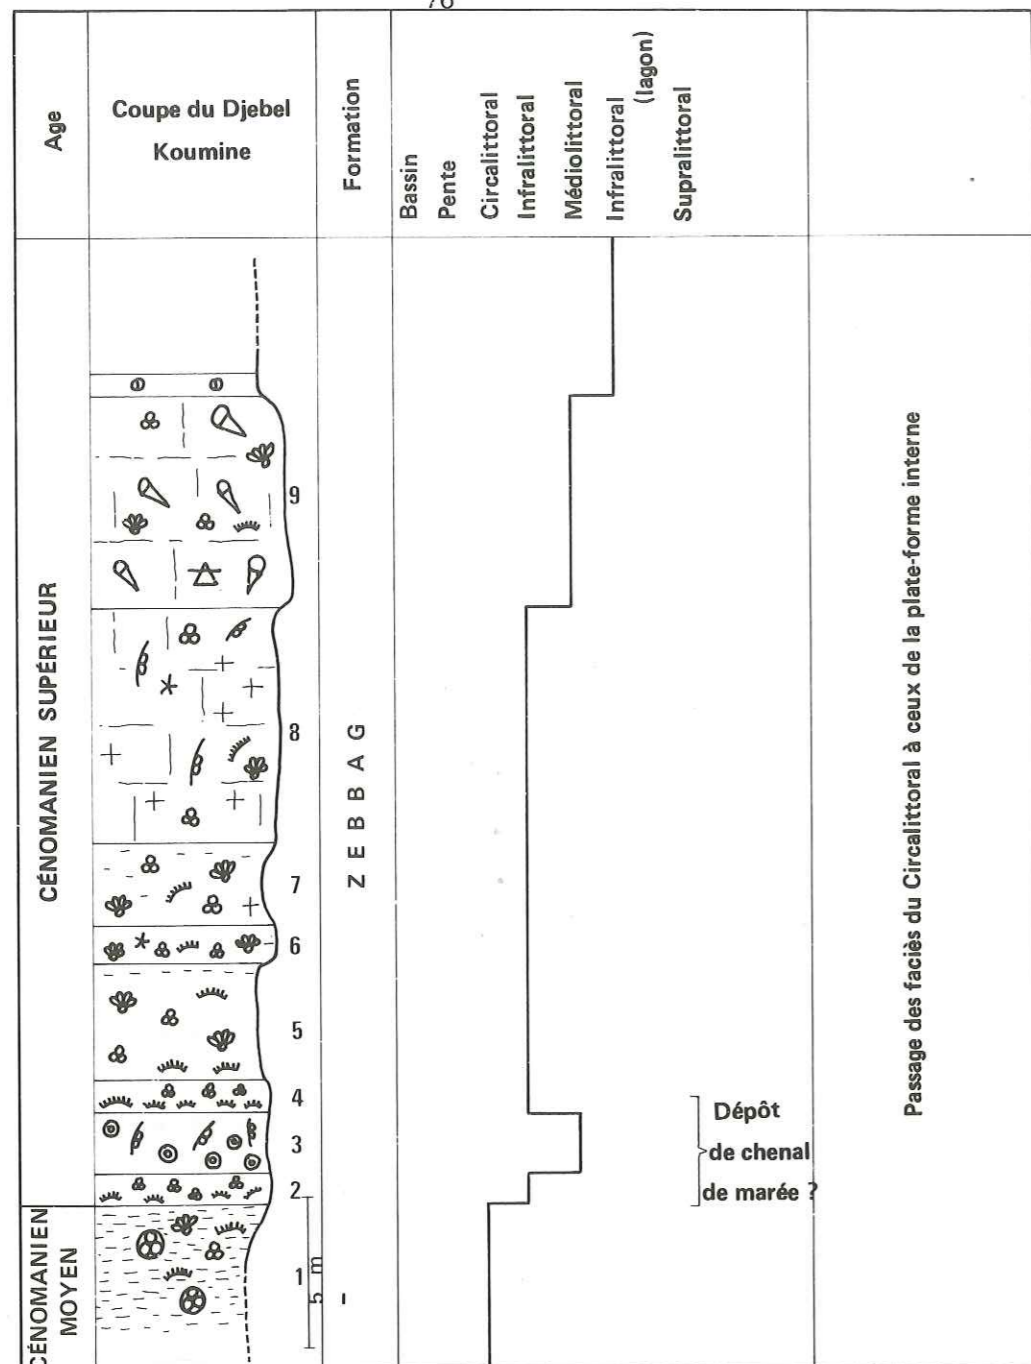 76
Age
Coupe du Djebel
Koumine
Formation
Bassin
Pente
Circalittoral
Infralittoral
Médiolittoral
Infralittoral
(lagon)
Supralittoral
CÉNOMANIEN SUPÉRIEUR
CÉNOMANIEN
MOYEN
9
8
7
6
5
4
3
2
1
5 m
ZEBBAG
Dépôt
de chenal
de marée ?
Passage des faciès du Circalittoral à ceux de la plate-forme interne